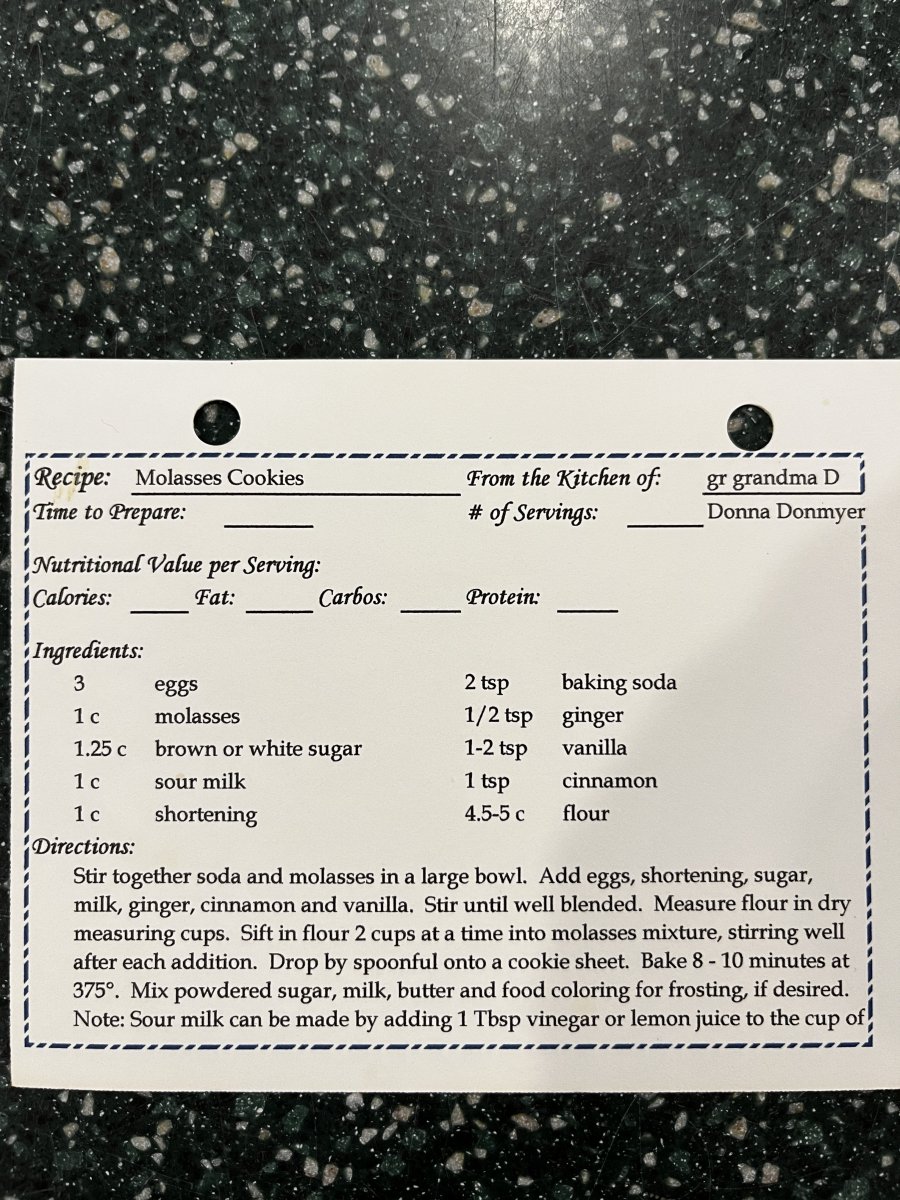 Recipe: Molasses Cookies From the Kitchen of: gr grandma D
Time to Prepare: # of Servings: Donna Donmyer
Nutritional Value per Serving:
Calories: Fat: Carbos: Protein:
Ingredients:
3 eggs 2 tsp baking soda
1 c molasses 1/2 tsp ginger
1.25 c brown or white sugar 1-2 tsp vanilla
1 c sour milk 1 tsp cinnamon
1 c shortening 4.5-5 c flour
Directions:
Stir together soda and molasses in a large bowl. Add eggs, shortening, sugar,
milk, ginger, cinnamon and vanilla. Stir until well blended. Measure flour in dry
measuring cups. Sift in flour 2 cups at a time into molasses mixture, stirring well
after each addition. Drop by spoonful onto a cookie sheet. Bake 8 - 10 minutes at
375°. Mix powdered sugar, milk, butter and food coloring for frosting, if desired.
Note: Sour milk can be made by adding 1 Tbsp vinegar or lemon juice to the cup of